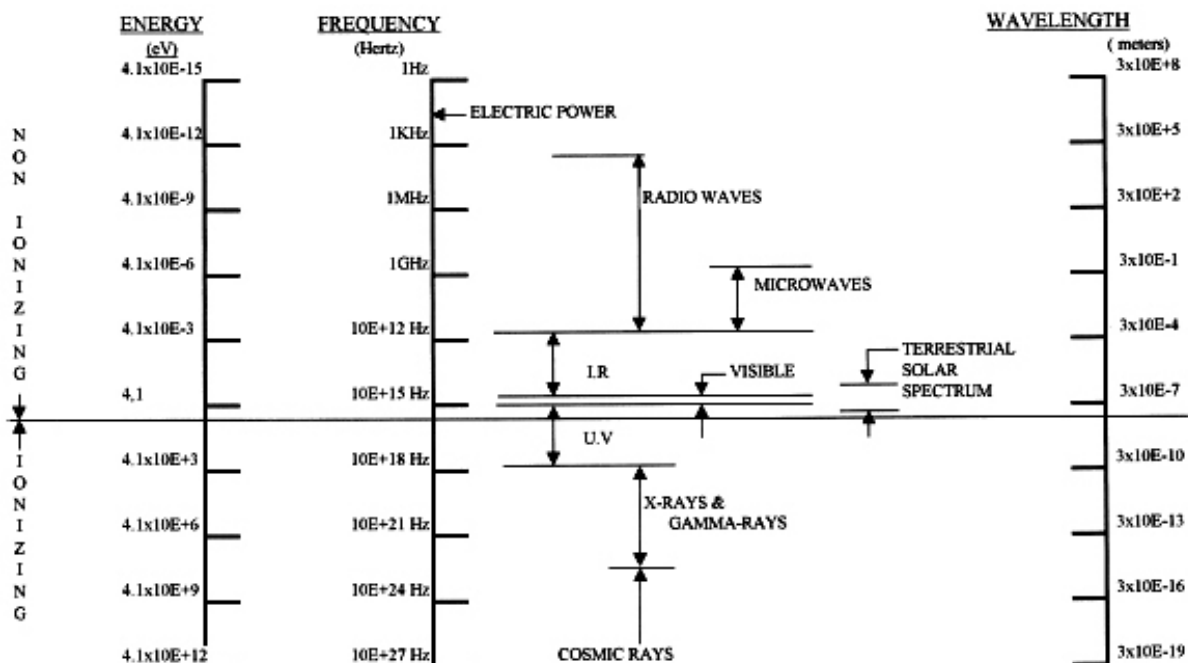 ENERGY
(eV)
FREQUENCY
(Hertz)
WAVELENGTH
( meters)
4.1x10E-15
1Hz
3x10E+8
ELECTRIC POWER
4.1x10E-12
1KHz
3x10E+5
4.1x10E-9
1MHz
RADIO WAVES
3x10E+2
4.1x10E-6
1GHz
MICROWAVES
3x10E-1
4.1x10E-3
10E+12 Hz
3x10E-4
I.R
VISIBLE
TERRESTRIAL
SOLAR
SPECTRUM
4,1
10E+15 Hz
3x10E-7
NON IONIZING
U.V
4.1x10E+3
10E+18 Hz
3x10E-10
X-RAYS &
GAMMA-RAYS
4.1x10E+6
10E+21 Hz
3x10E-13
IONIZING
4.1x10E+9
10E+24 Hz
3x10E-16
4.1x10E+12
10E+27 Hz
COSMIC RAYS
3x10E-19